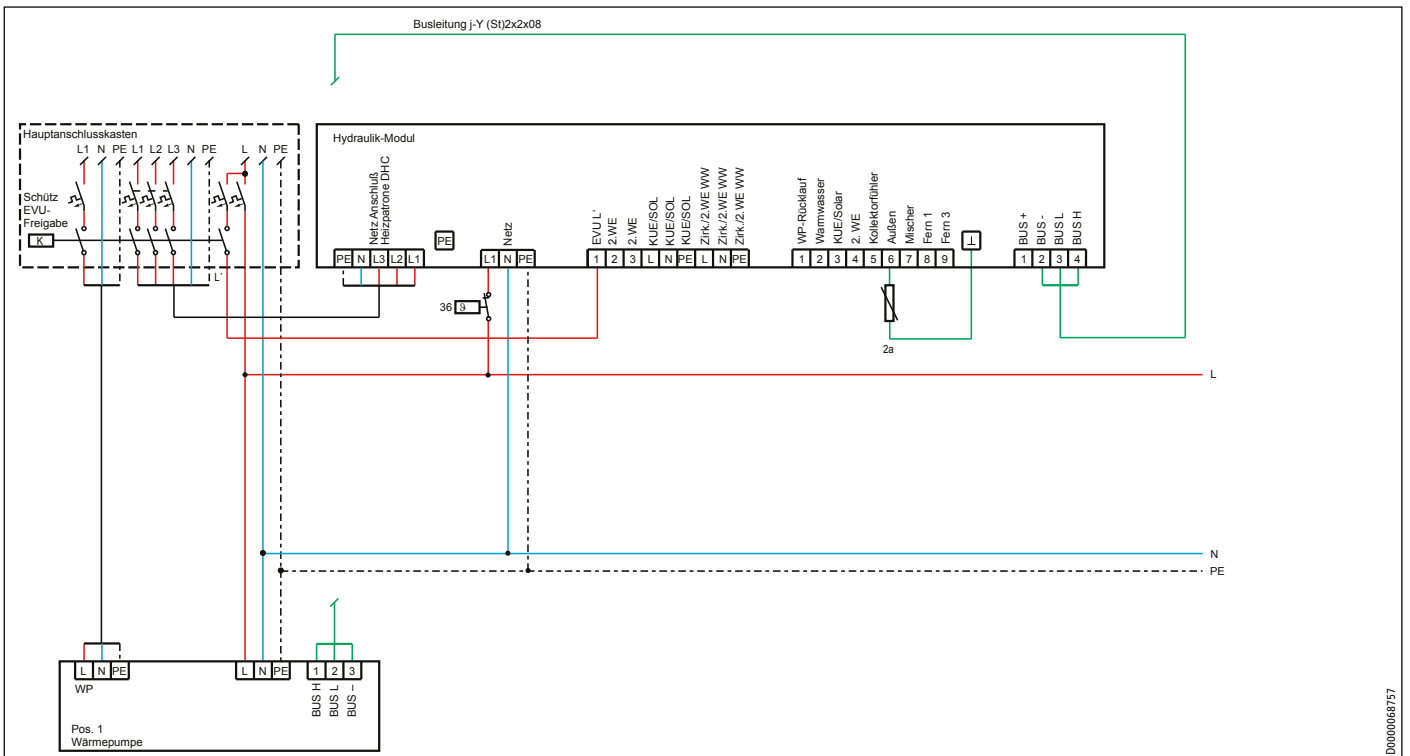 Busleitung j-Y (St)2x2x08
Hauptanschlusskasten
L1 N PE L1 L2 L3 N PE L N PE
Schütz
EVU-
Freigabe
K
L'
Hydraulik-Modul
Netz Anschluß
Heizpatrone DHC
PE N L3 L2 L1
PE
Netz
L1 N PE
36 ϑ
EVU L'
2.WE
2.WE
KUE/SOL
KUE/SOL
KUE/SOL
Zirk./2.WE WW
Zirk./2.WE WW
Zirk./2.WE WW
1 2 3 L N PE L N PE
WP-Rücklauf
Warmwasser
KUE/Solar
2. WE
Kollektorfühler
Außen
Mischer
Fern 1
Fern 3
1 2 3 4 5 6 7 8 9
2a
BUS +
BUS -
BUS L
BUS H
1 2 3 4
L
N
PE
L N PE
WP
L N PE
1 2 3
BUS H
BUS L
BUS –
Pos. 1
Wärmepumpe
D0000068757